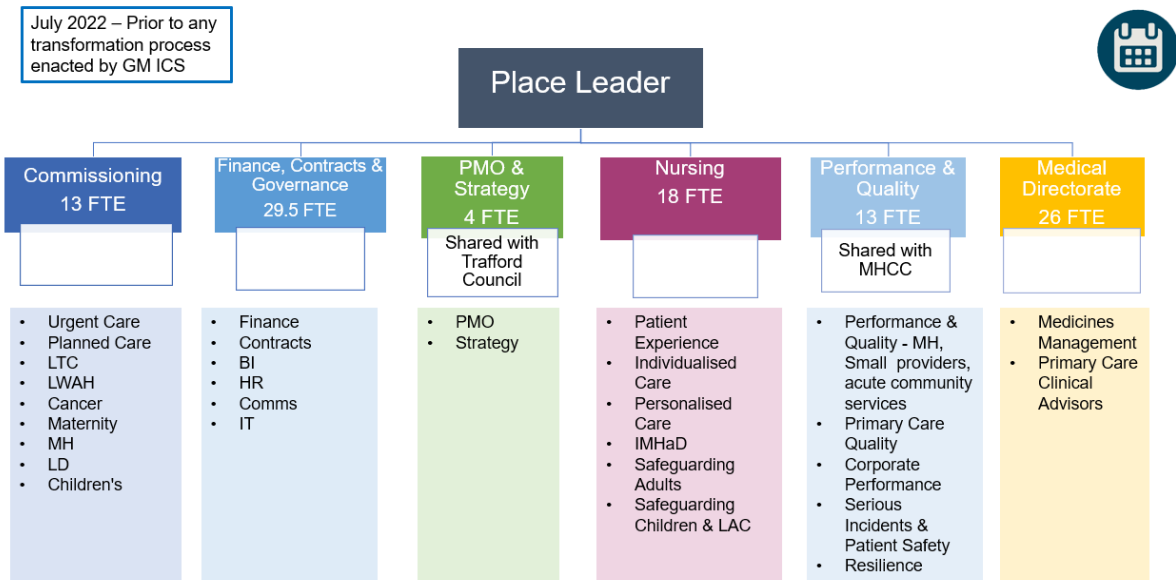 July 2022 – Prior to any
transformation process
enacted by GM ICS
Place Leader
Commissioning
13 FTE
Finance, Contracts &
Governance
29.5 FTE
PMO &
Strategy
4 FTE
Nursing
18 FTE
Performance &
Quality
13 FTE
Medical
Directorate
26 FTE
Shared with
Trafford
Council
Shared with
MHCC
• Urgent Care
• Planned Care
• LTC
• LWAH
• Cancer
• Maternity
• MH
• LD
• Children's
• Finance
• Contracts
• BI
• HR
• Comms
• IT
• PMO
• Strategy
• Patient
Experience
• Individualised
Care
• Personalised
Care
• IMHaD
• Safeguarding
Adults
• Safeguarding
Children & LAC
• Performance &
Quality - MH,
Small providers,
acute community
services
• Primary Care
Quality
• Corporate
Performance
• Serious
Incidents &
Patient Safety
• Resilience
• Medicines
Management
• Primary Care
Clinical
Advisors